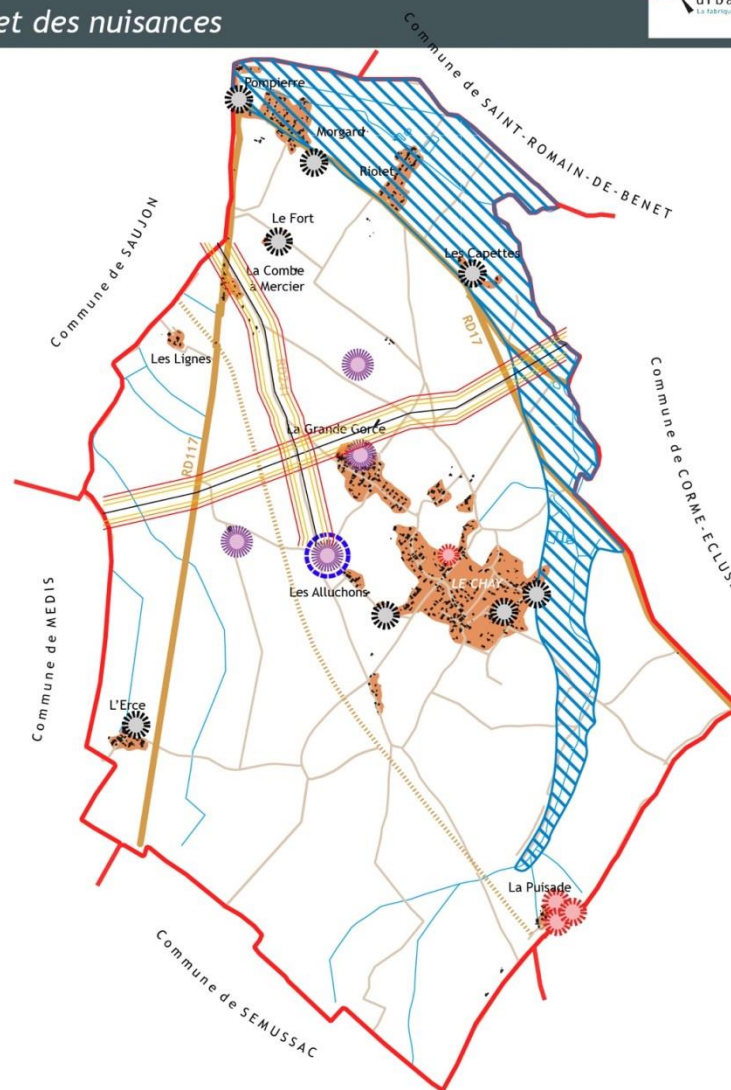 et des nuisances
La fabriqu
Commune de SAINT-ROMAIN-DE-BENET
Pompierre
Morgard
Riolet
Commune de SAUJON
Le Fort
La Combe
à Mercier
Les Capettes
RD17
Les Lignes
Commune de CORME-ECLUS
La Grande Gorce
RD117
LE CHAY
Les Alluchons
Commune de MEDIS
L'Erce
La Puisade
Commune de SEMUSSAC